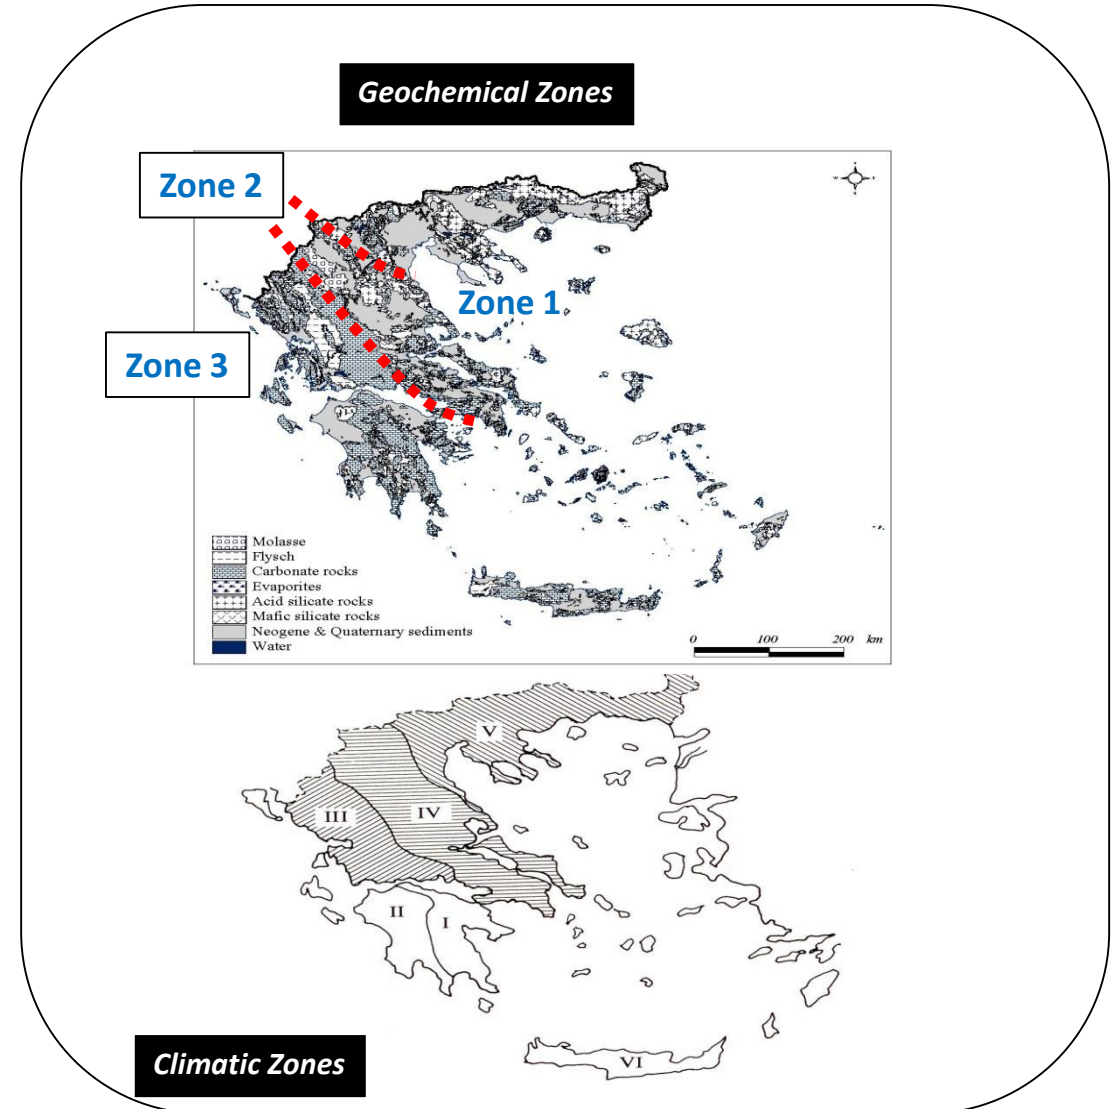 Geochemical Zones
Zone 2
Zone 1
Zone 3
W
E
Molasse
Flysch
Carbonate rocks
Evaporites
Acid silicate rocks
Mafic silicate rocks
Neogene & Quaternary sediments
Water
0 100 200 km
V
III
IV
II
I
VI
Climatic Zones